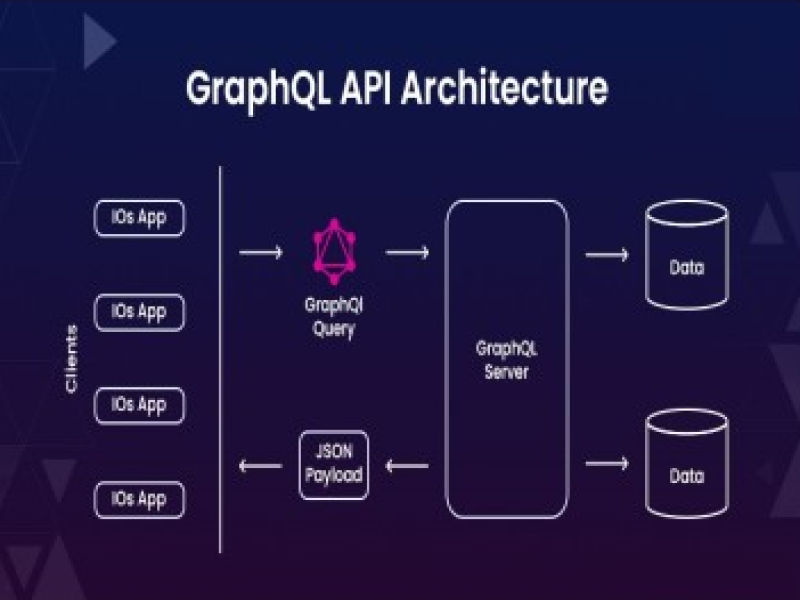 GraphQL API Architecture
Clients
IOs App
IOs App
IOs App
IOs App
GraphQl
Query
JSON
Payload
GraphQL
Server
Data
Data